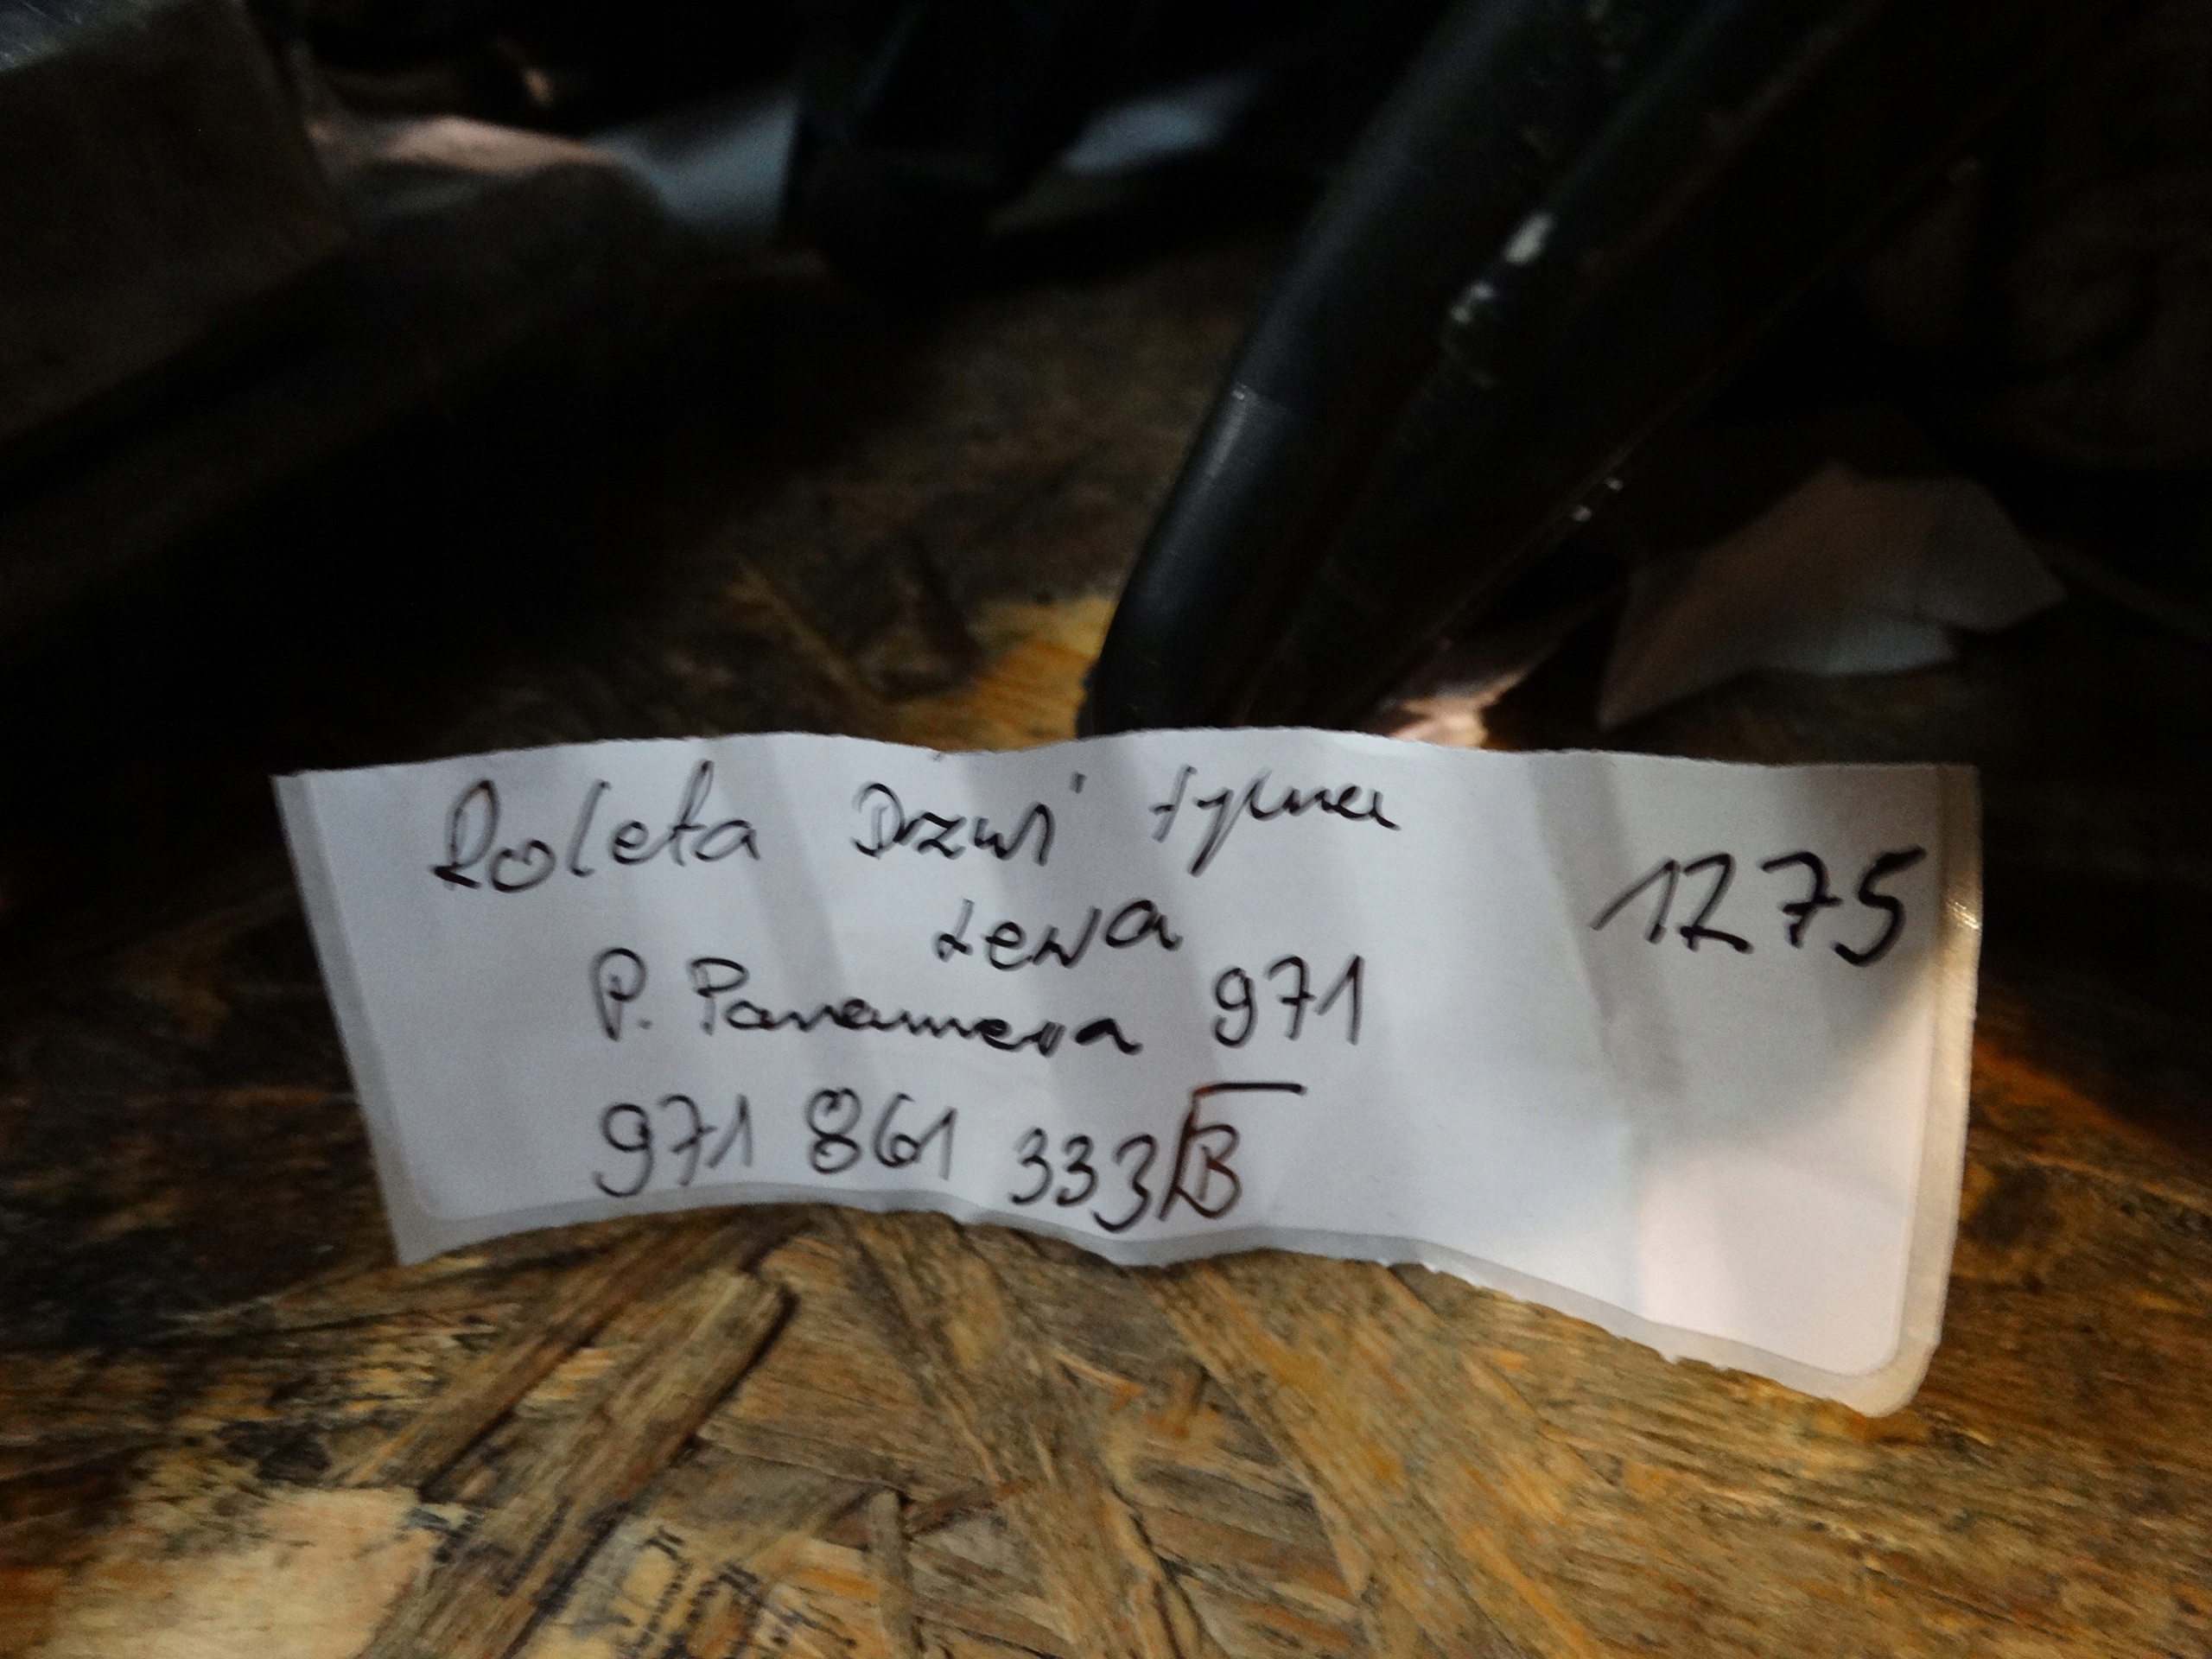 Roleta Drzwi tylna
Lewa
1275
P. Panamera 971
971 861 333 B